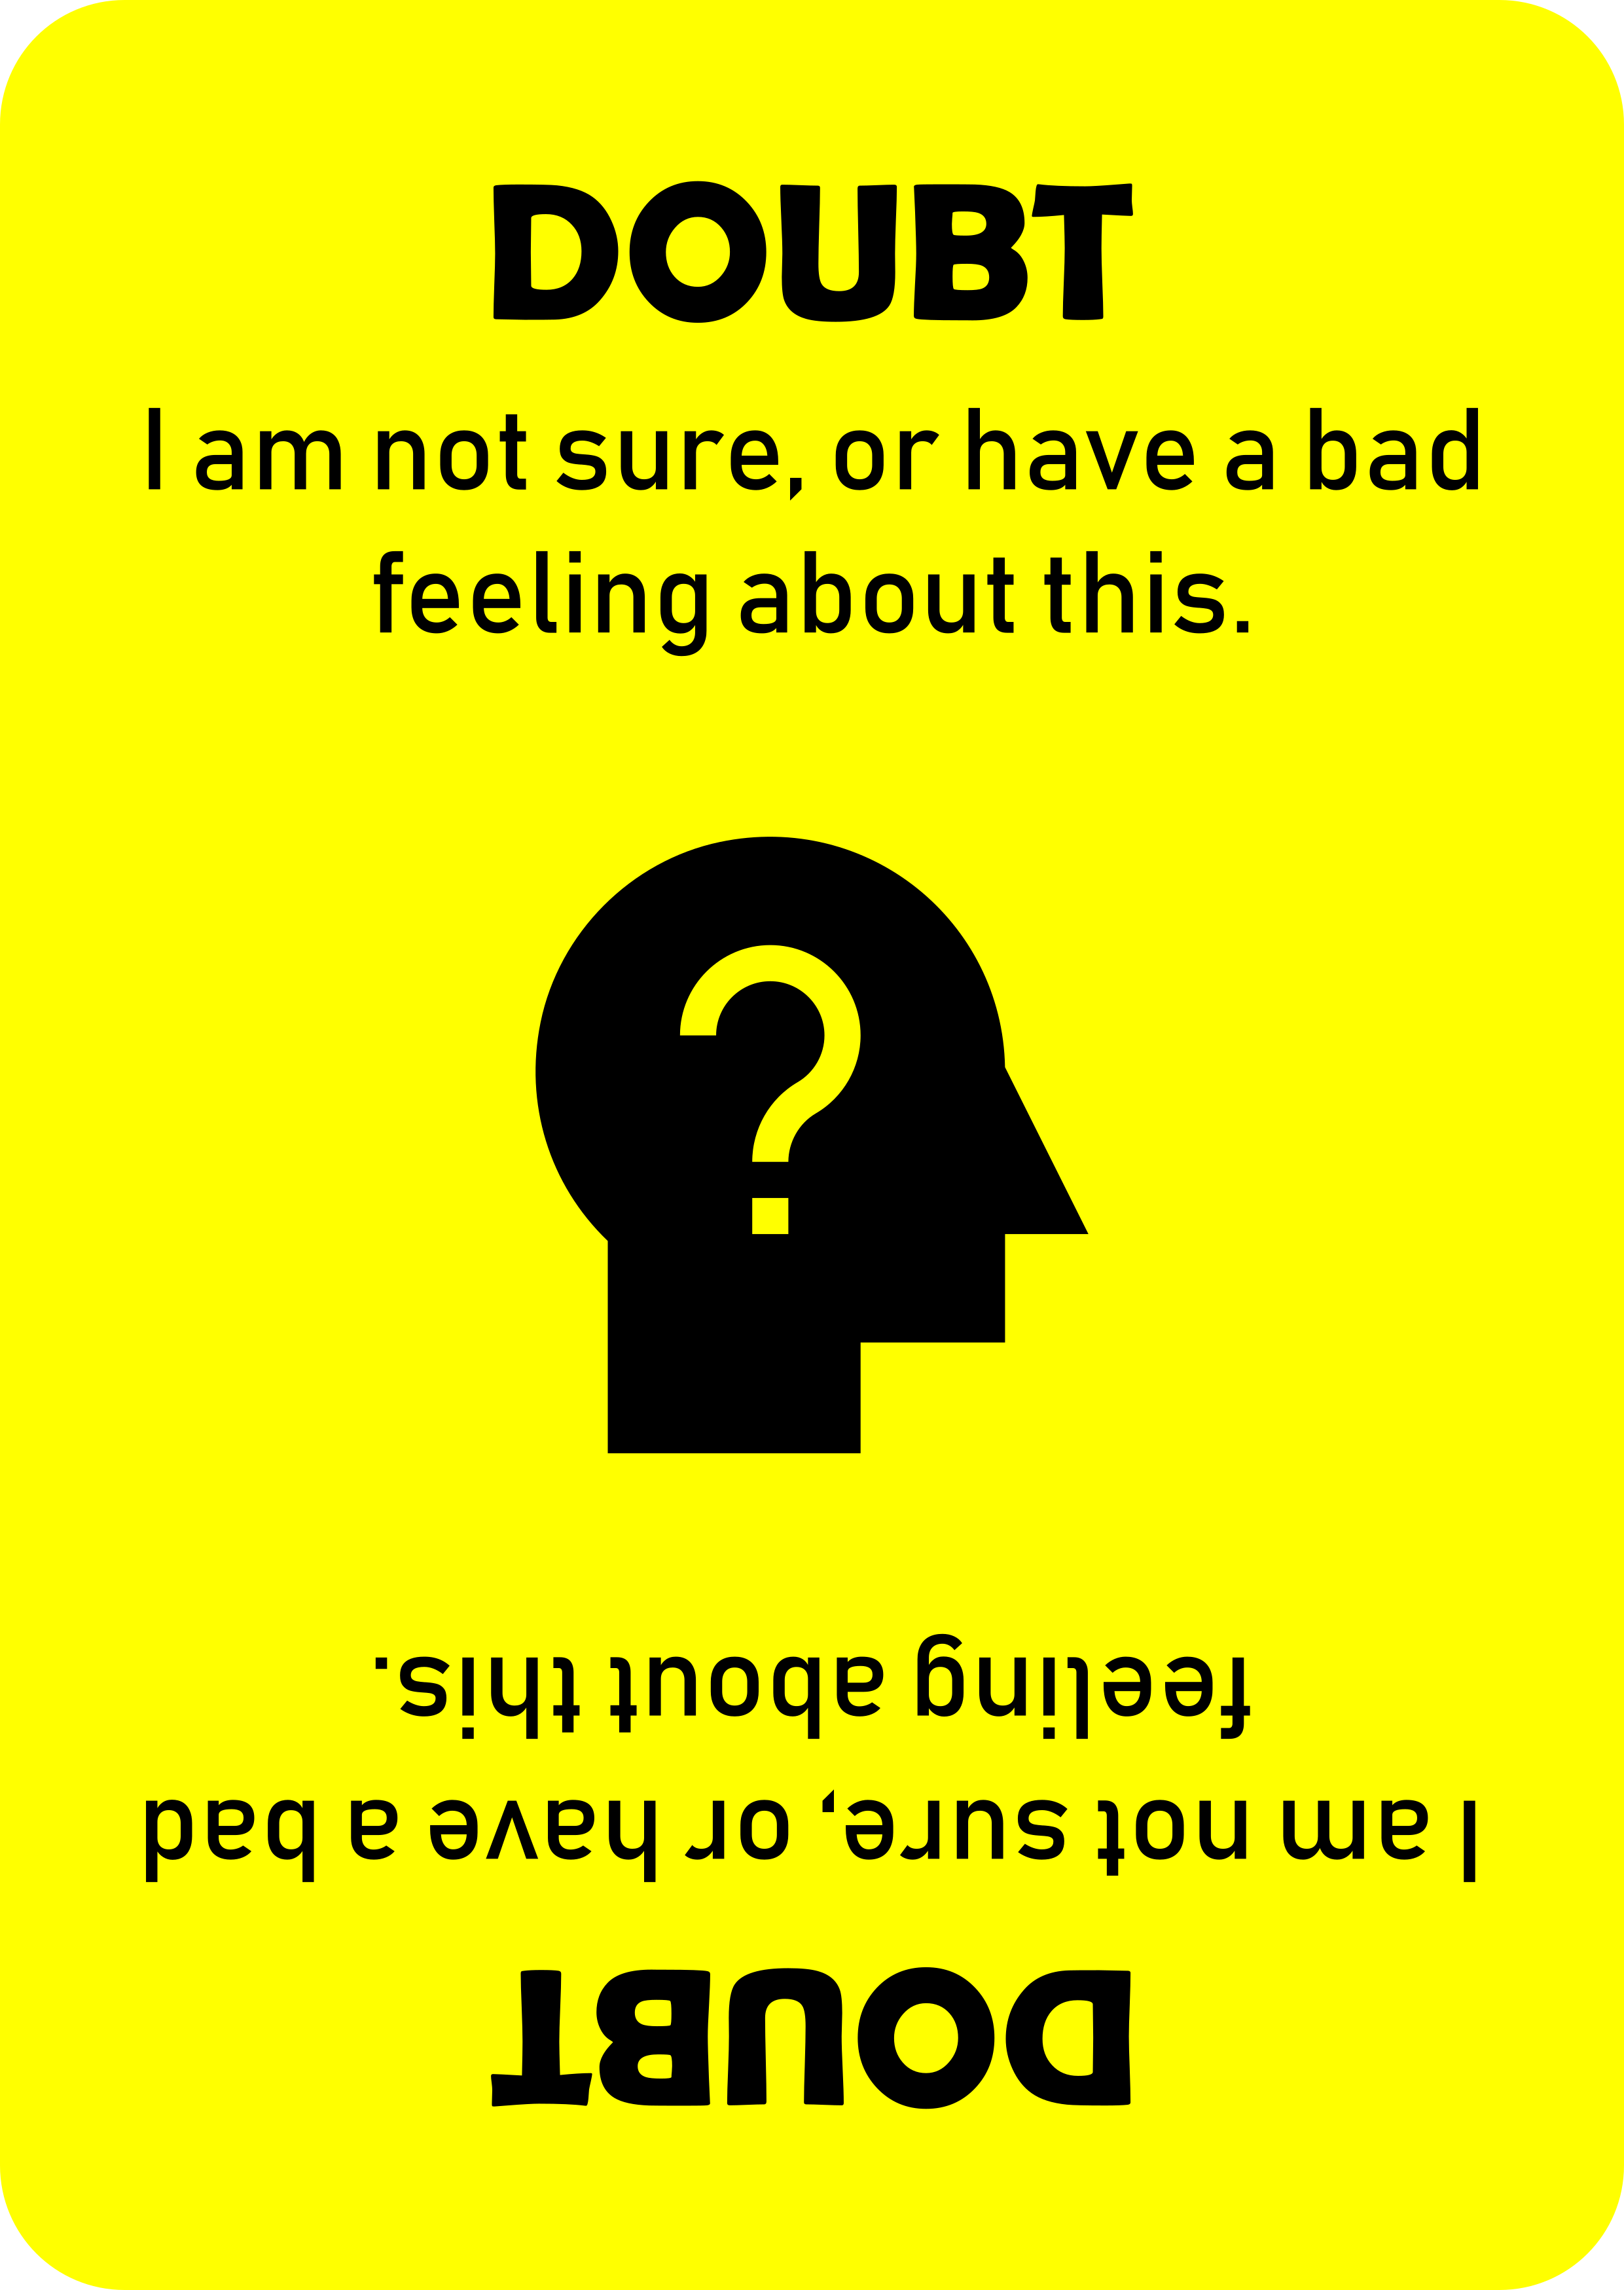 DOUBT
I am not sure, or have a bad
feeling about this.
I am not sure, or have a bad
feeling about this.
DOUBT